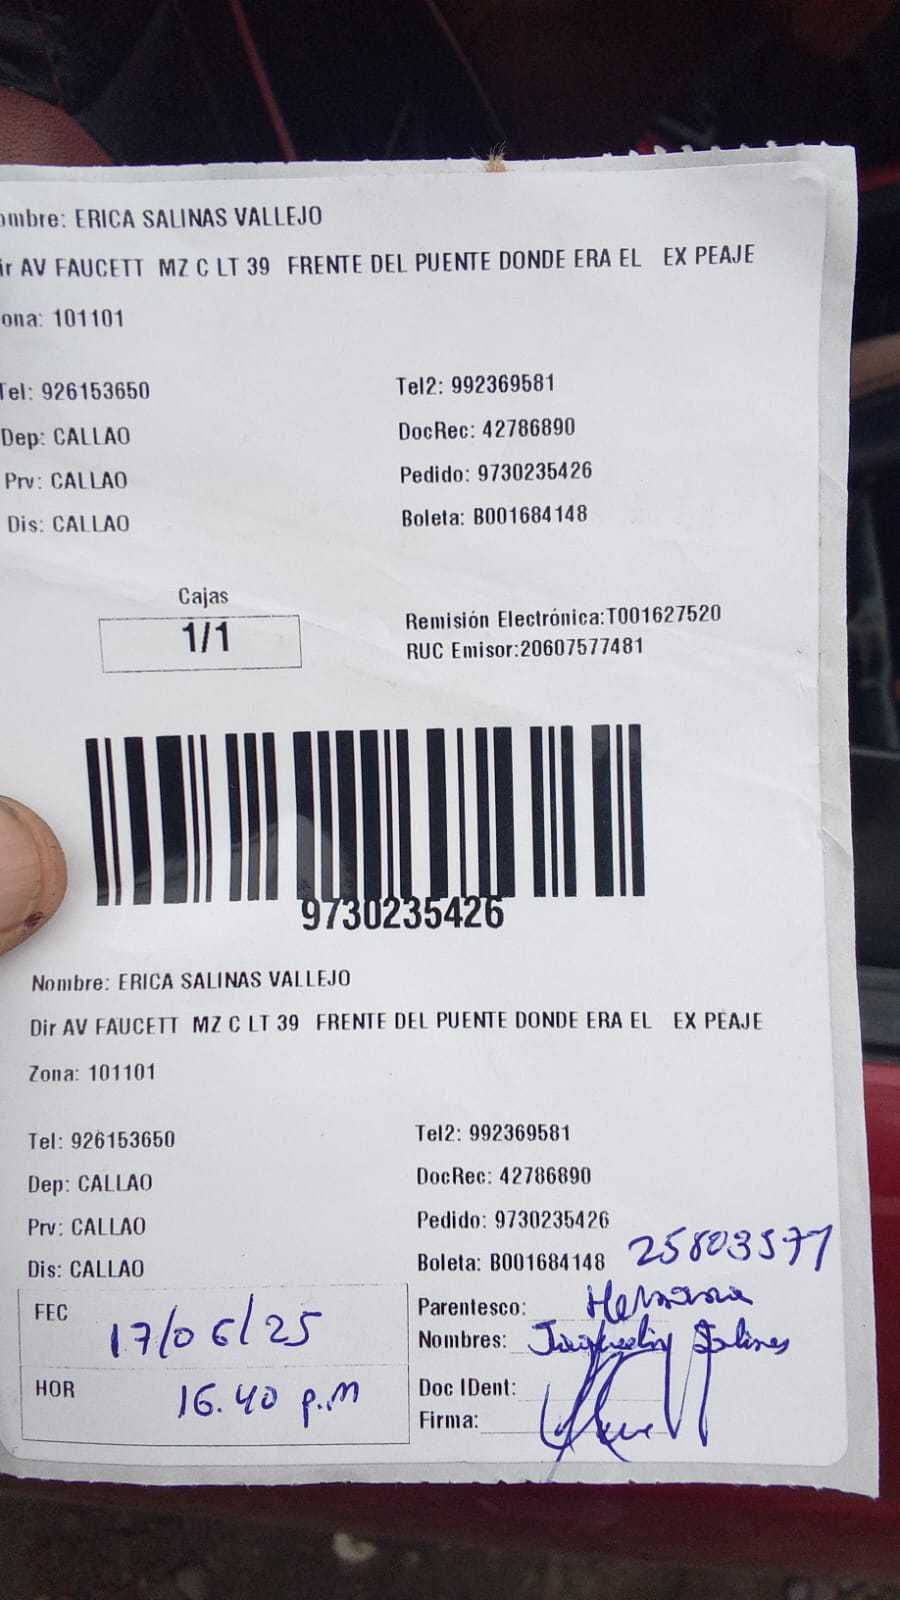 ombre: ERICA SALINAS VALLEJO
ir AV FAUCETT MZ C LT 39 FRENTE DEL PUENTE DONDE ERA EL EX PEAJE
ona: 101101
Tel: 926153650 Tel2: 992369581
Dep: CALLAO DocRec: 42786890
Prv: CALLAO Pedido: 9730235426
Dis: CALLAO Boleta: B001684148
Cajas
1/1
Remisión Electrónica:T001627520
RUC Emisor:20607577481
9730235426
Nombre: ERICA SALINAS VALLEJO
Dir AV FAUCETT MZ C LT 39 FRENTE DEL PUENTE DONDE ERA EL EX PEAJE
Zona: 101101
Tel: 926153650 Tel2: 992369581
Dep: CALLAO DocRec: 42786890
Prv: CALLAO Pedido: 9730235426
Dis: CALLAO Boleta: B001684148 25803577
FEC 17/06/25
HOR 16.40 p.m
Parentesco: Hermana
Nombres: Salinas
Doc IDent:
Firma: